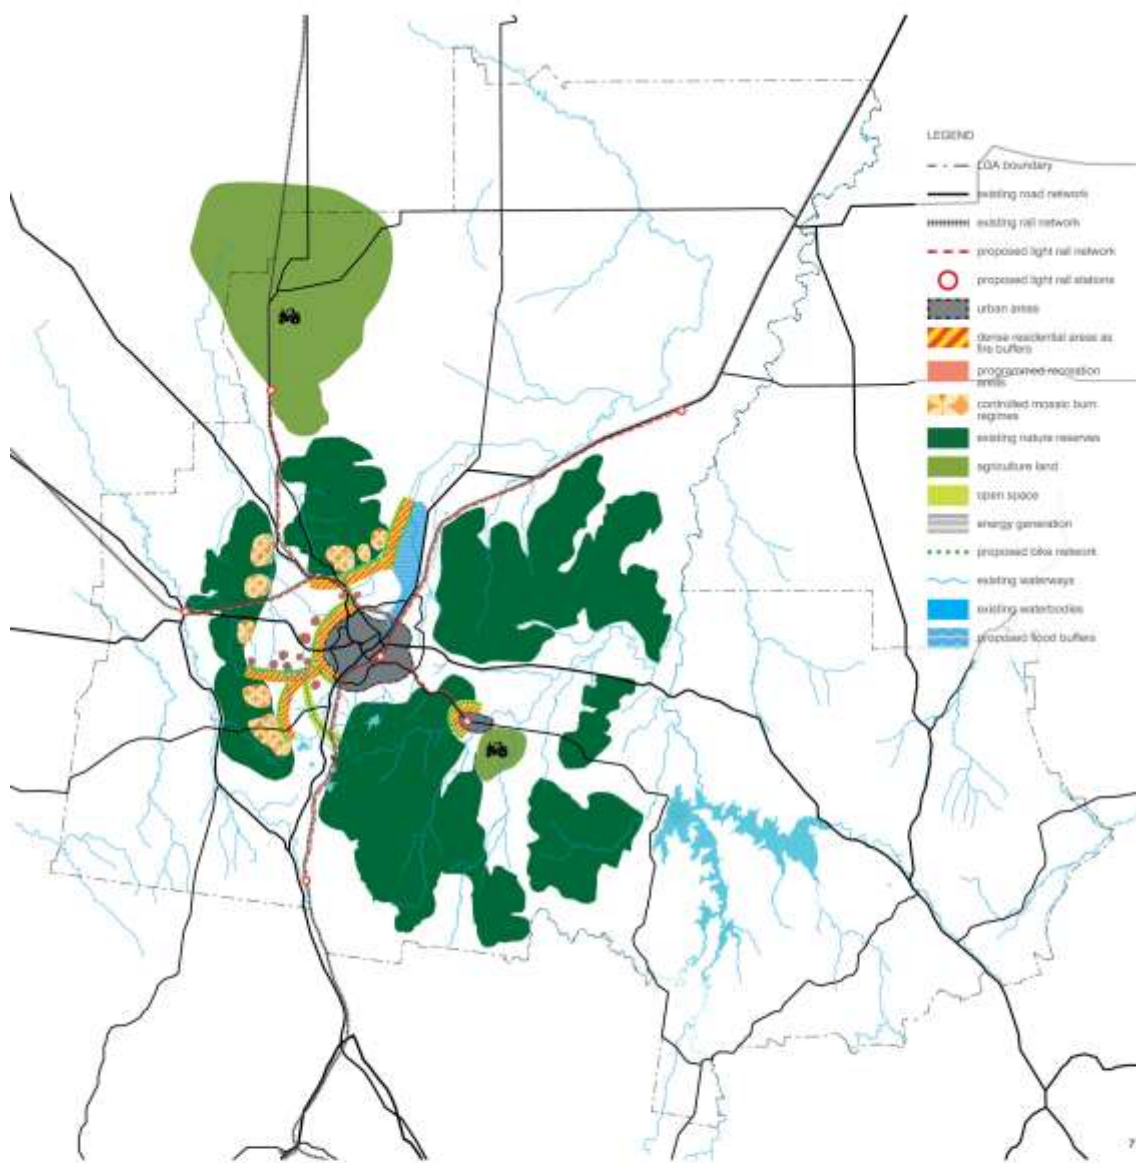 LEGEND
LGA boundary
existing road network
existing rail network
proposed light rail network
proposed light rail stations
urban areas
dense residential areas as
fire buffers
programmed recreation
areas
controlled mosaic burn
regimes
existing nature reserves
agriculture land
open space
energy generation
proposed bike network
existing waterways
existing waterbodies
proposed flood buffers
7